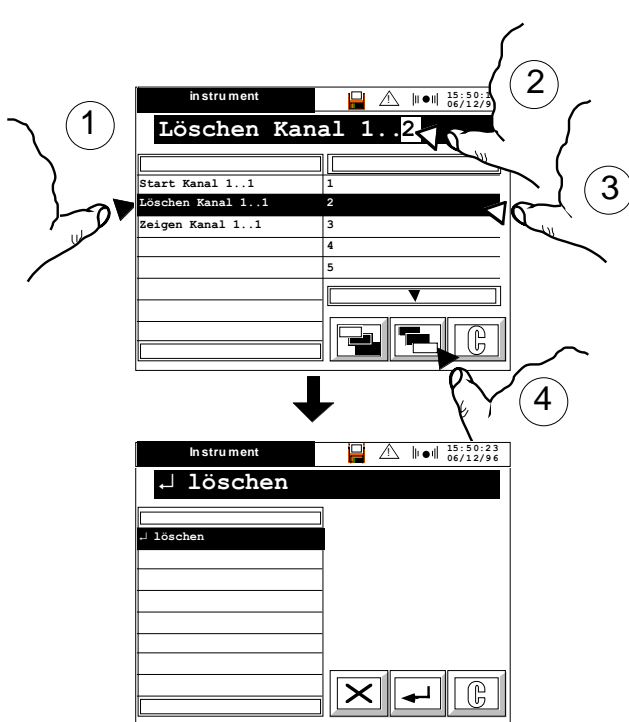 1
2
3
4
instrument
15:50:1
06/12/9
Löschen Kanal 1..2
Start Kanal 1..1 1
Löschen Kanal 1..1 2
Zeigen Kanal 1..1 3
4
5
C
Instrument
15:50:23
06/12/96
↵ löschen
↵ löschen
C